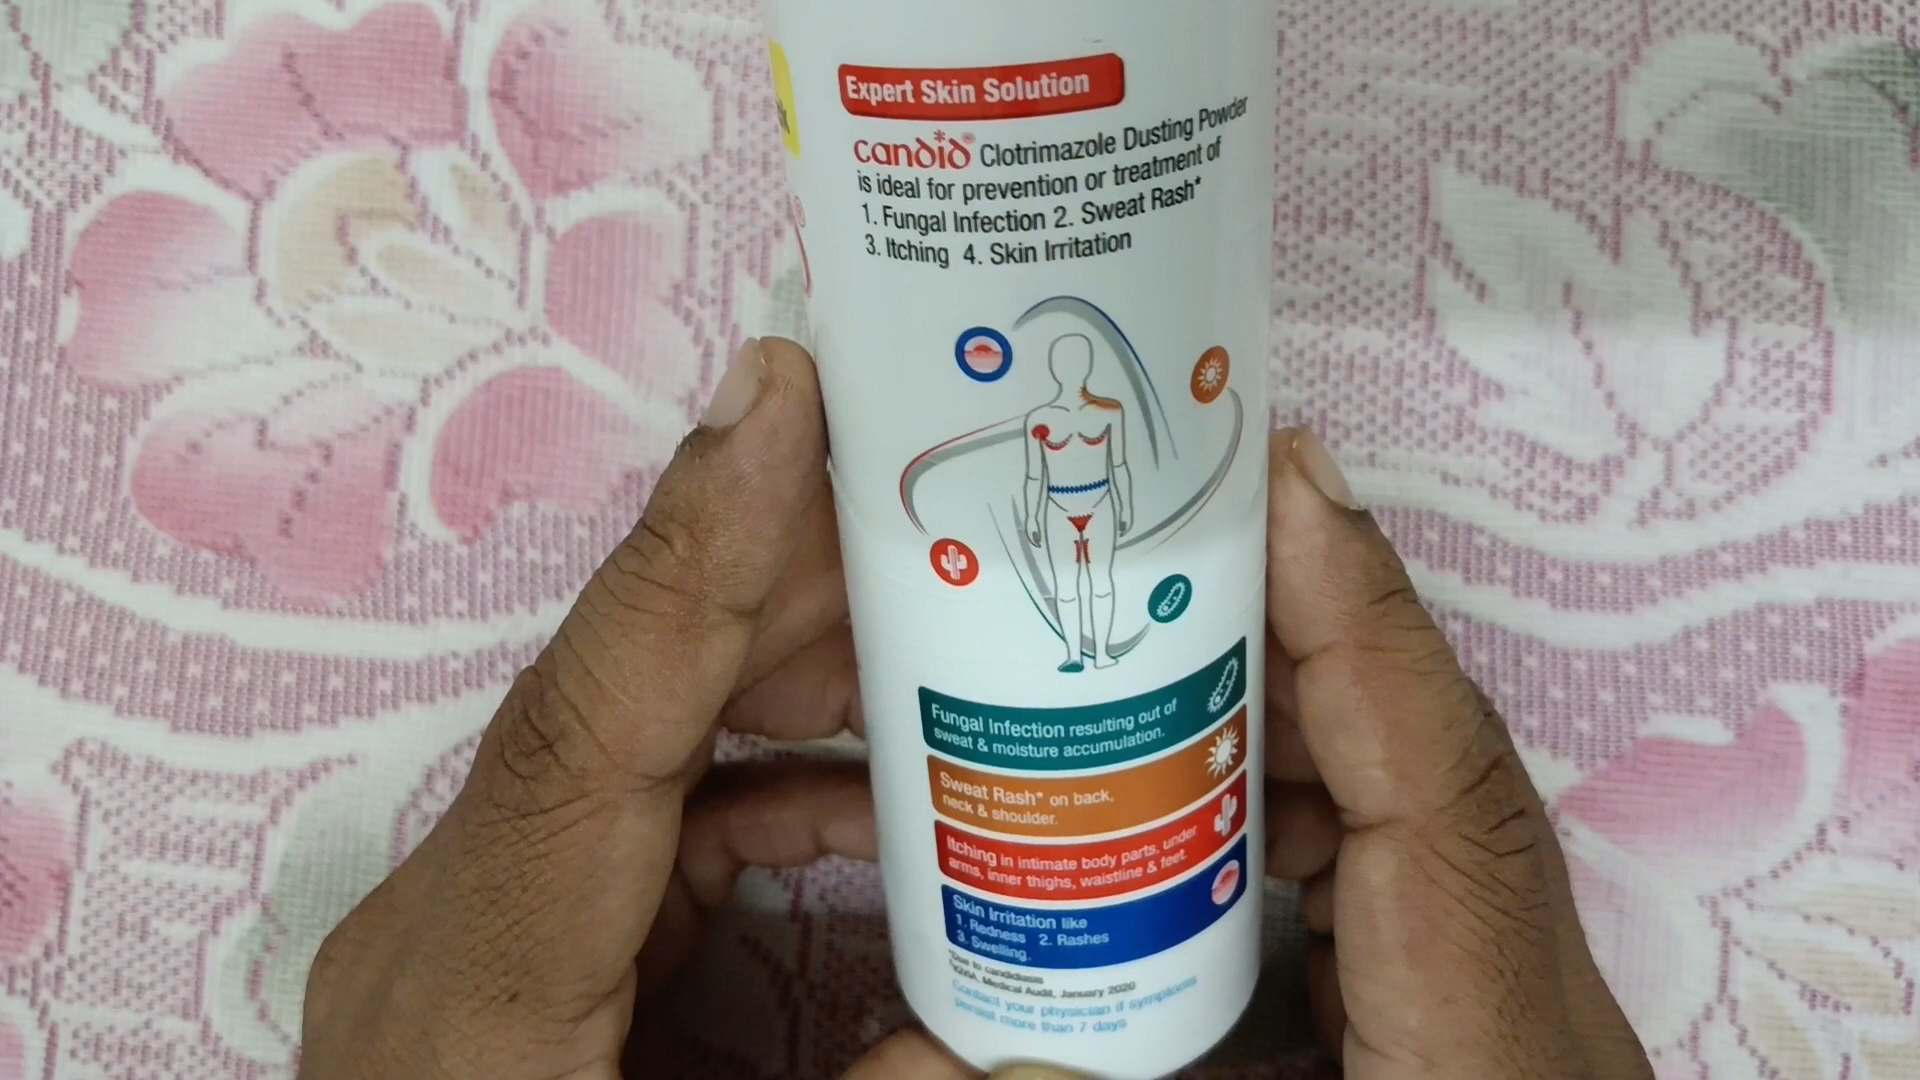 Expert Skin Solution
candid® Clotrimazole Dusting Powder
is ideal for prevention or treatment of
1. Fungal Infection 2. Sweat Rash*
3. Itching 4. Skin Irritation
Fungal Infection resulting out of
sweat & moisture accumulation.
Sweat Rash* on back,
neck & shoulder.
Itching in intimate body parts, under
arms, inner thighs, waistline & feet.
Skin Irritation like
1. Redness 2. Rashes
3. Swelling.
*Due to candidiasis
Medical Audit, January 2020
Contact your physician if symptoms
persist more than 7 days